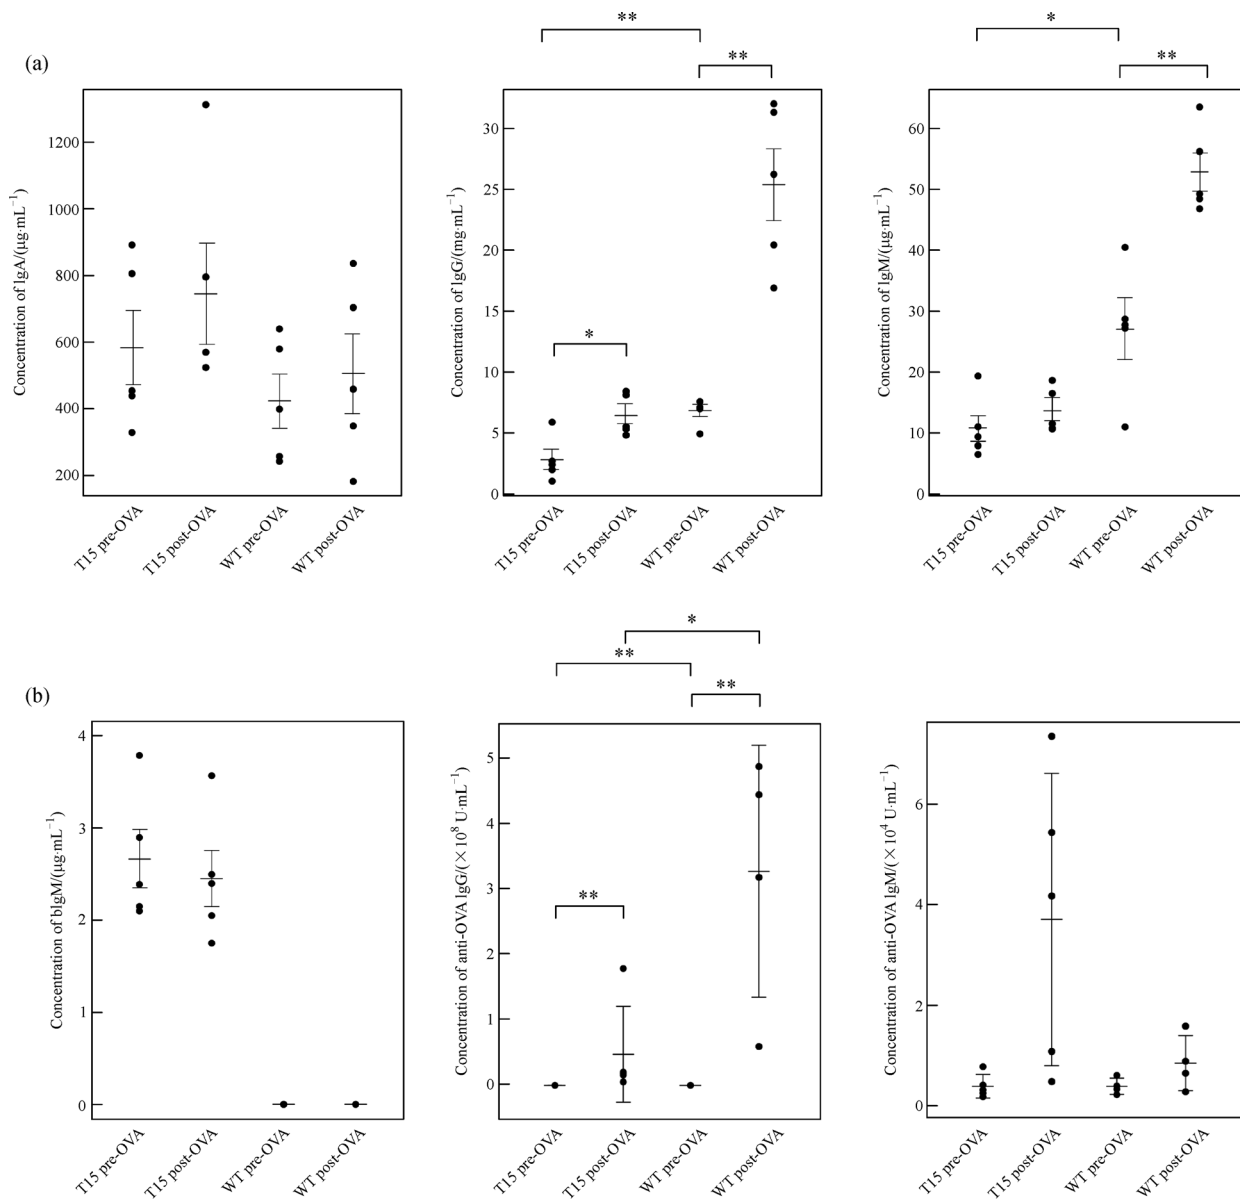 (a)
** 
**
*
**
Concentration of IgA/(μg·mL⁻¹)
1200
1000
800
600
400
200
T15 pre-OVA
T15 post-OVA
WT pre-OVA
WT post-OVA
Concentration of IgG/(mg·mL⁻¹)
30
25
20
15
10
5
0
*
T15 pre-OVA
T15 post-OVA
WT pre-OVA
WT post-OVA
Concentration of IgM/(μg·mL⁻¹)
60
50
40
30
20
10
0
T15 pre-OVA
T15 post-OVA
WT pre-OVA
WT post-OVA
(b)
*
**
**
Concentration of bIgM/(μg·mL⁻¹)
4
3
2
1
0
T15 pre-OVA
T15 post-OVA
WT pre-OVA
WT post-OVA
Concentration of anti-OVA IgG/(×10⁸ U·mL⁻¹)
5
4
3
2
1
0
**
T15 pre-OVA
T15 post-OVA
WT pre-OVA
WT post-OVA
Concentration of anti-OVA IgM/(×10⁴ U·mL⁻¹)
6
4
2
0
T15 pre-OVA
T15 post-OVA
WT pre-OVA
WT post-OVA